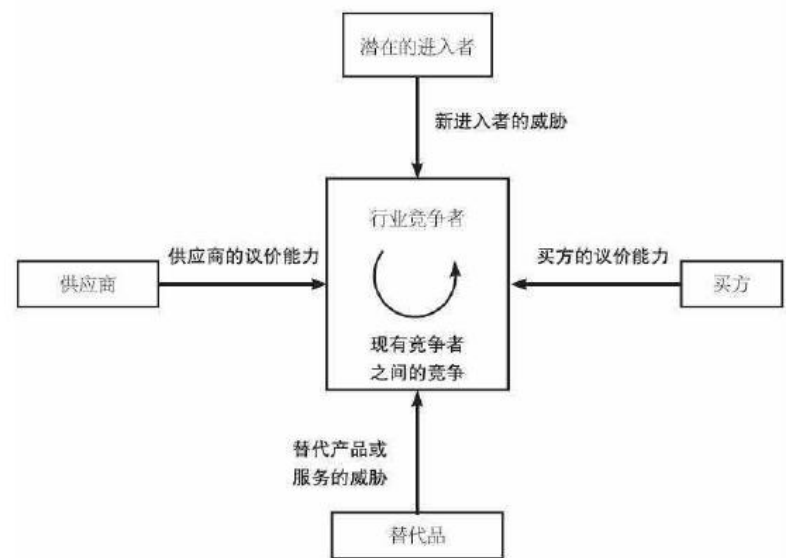 潜在的进入者
新进入者的威胁
行业竞争者
供应商的议价能力
买方的议价能力
供应商
买方
现有竞争者
之间的竞争
替代产品或
服务的威胁
替代品